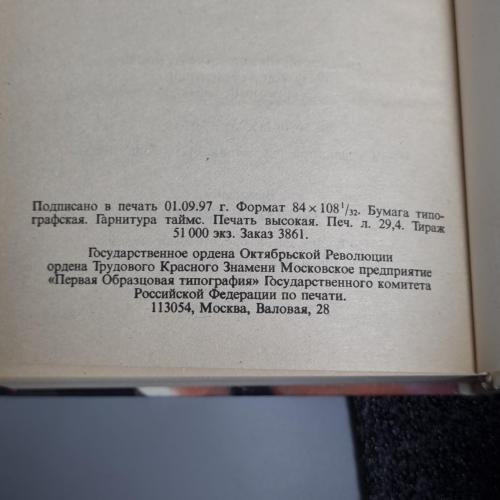 Подписано в печать 01.09.97 г. Формат 84 × 108 1/32. Бумага типо-
графская. Гарнитура таймс. Печать высокая. Печ. л. 29,4. Тираж
51 000 экз. Заказ 3861.
Государственное ордена Октябрьской Революции
ордена Трудового Красного Знамени Московское предприятие
«Первая Образцовая типография» Государственного комитета
Российской Федерации по печати.
113054, Москва, Валовая, 28